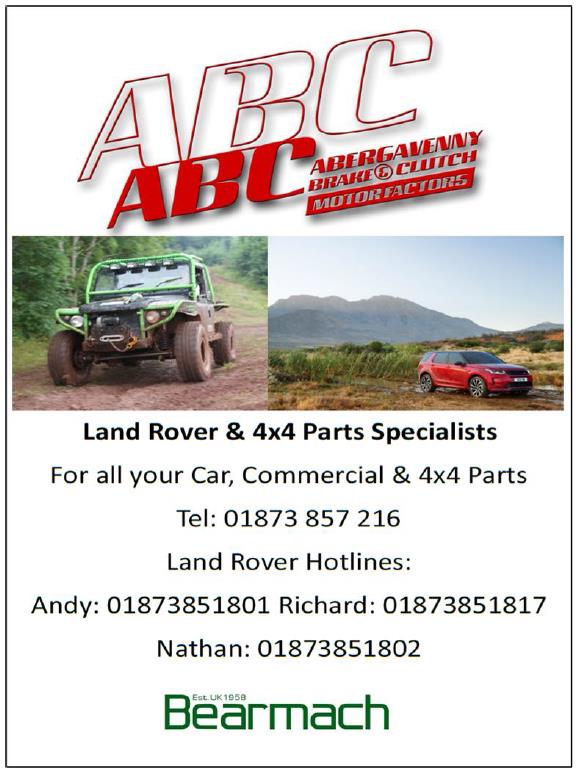 ABC
ABC ABERGAVENNY
BRAKE & CLUTCH
MOTOR FACTORS
Land Rover & 4x4 Parts Specialists
For all your Car, Commercial & 4x4 Parts
Tel: 01873 857 216
Land Rover Hotlines:
Andy: 01873851801 Richard: 01873851817
Nathan: 01873851802
Est. UK 1958
Bearmach